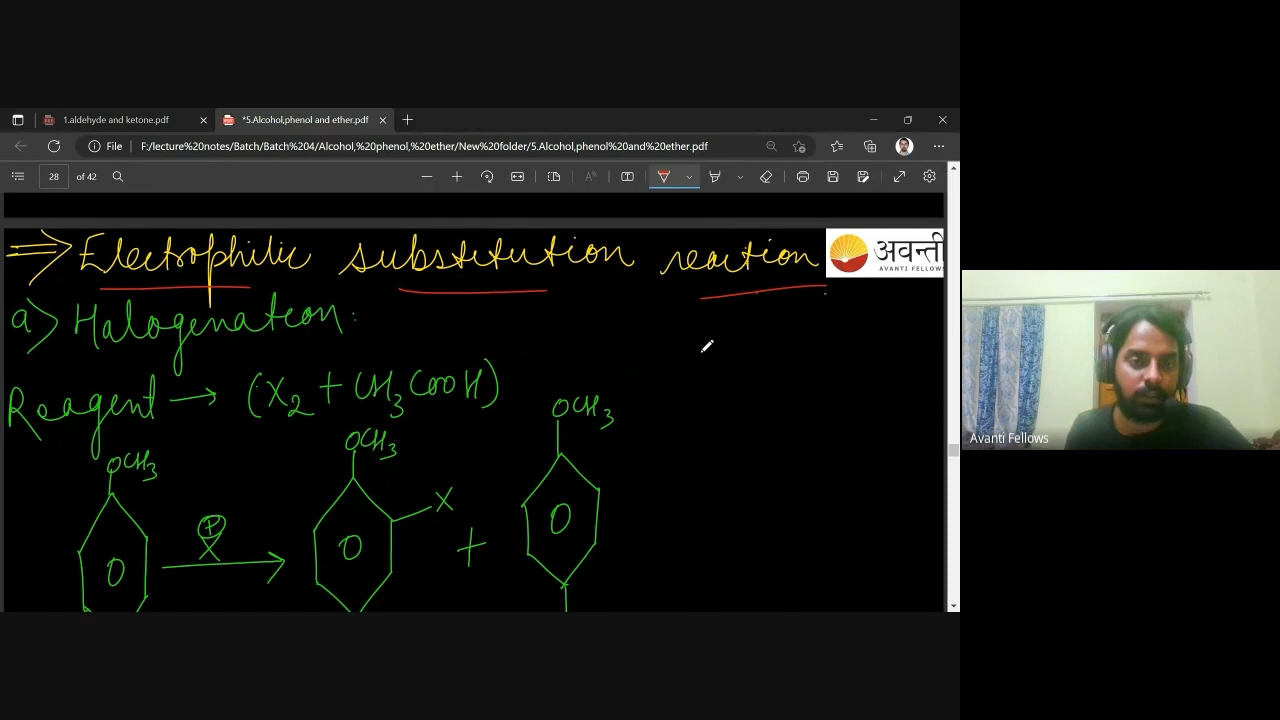 1.aldehyde and ketone.pdf
*5.Alcohol,phenol and ether.pdf
File
F:/lecture%20notes/Batch/Batch%204/Alcohol,%20phenol,%20ether/New%20folder/5.Alcohol,phenol%20and%20ether.pdf
28 of 42
⇒ Electrophilic substitution reaction
अवन्ती
AVANTI FELLOWS
a) Halogenation:
Reagent → (X2 + CH3COOH)
OCH3
OCH3
OCH3
X⊕
X
+
Avanti Fellows